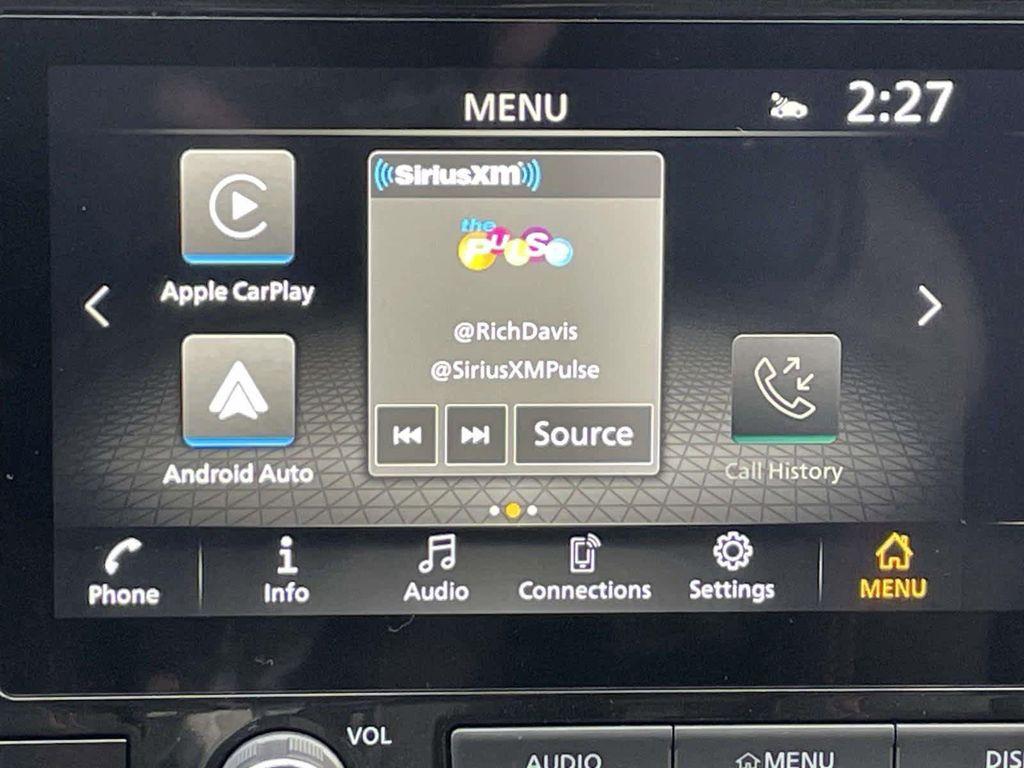 MENU
2:27
SiriusXM
the
Pulse
@RichDavis
@SiriusXMPulse
Source
Apple CarPlay
Android Auto
Call History
Phone
Info
Audio
Connections
Settings
MENU
VOL
AUDIO
MENU
DIS